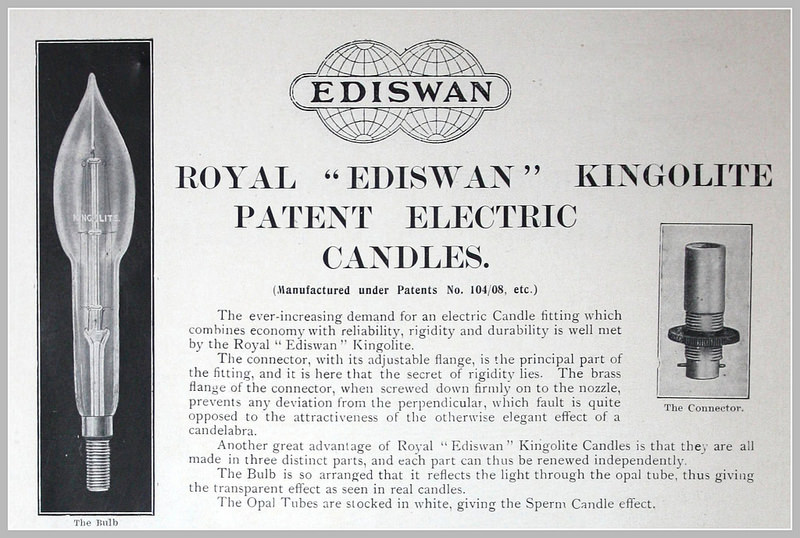 EDISWAN
ROYAL "EDISWAN" KINGOLITE
PATENT ELECTRIC
CANDLES.
(Manufactured under Patents No. 104/08, etc.)
The ever-increasing demand for an electric Candle fitting which
combines economy with reliability, rigidity and durability is well met
by the Royal "Ediswan" Kingolite.
The connector, with its adjustable flange, is the principal part of
the fitting, and it is here that the secret of rigidity lies. The brass
flange of the connector, when screwed down firmly on to the nozzle,
prevents any deviation from the perpendicular, which fault is quite
opposed to the attractiveness of the otherwise elegant effect of a
candelabra.
Another great advantage of Royal "Ediswan" Kingolite Candles is that they are all
made in three distinct parts, and each part can thus be renewed independently.
The Bulb is so arranged that it reflects the light through the opal tube, thus giving
the transparent effect as seen in real candles.
The Opal Tubes are stocked in white, giving the Sperm Candle effect.
KINGOLITE
The Bulb
The Connector.